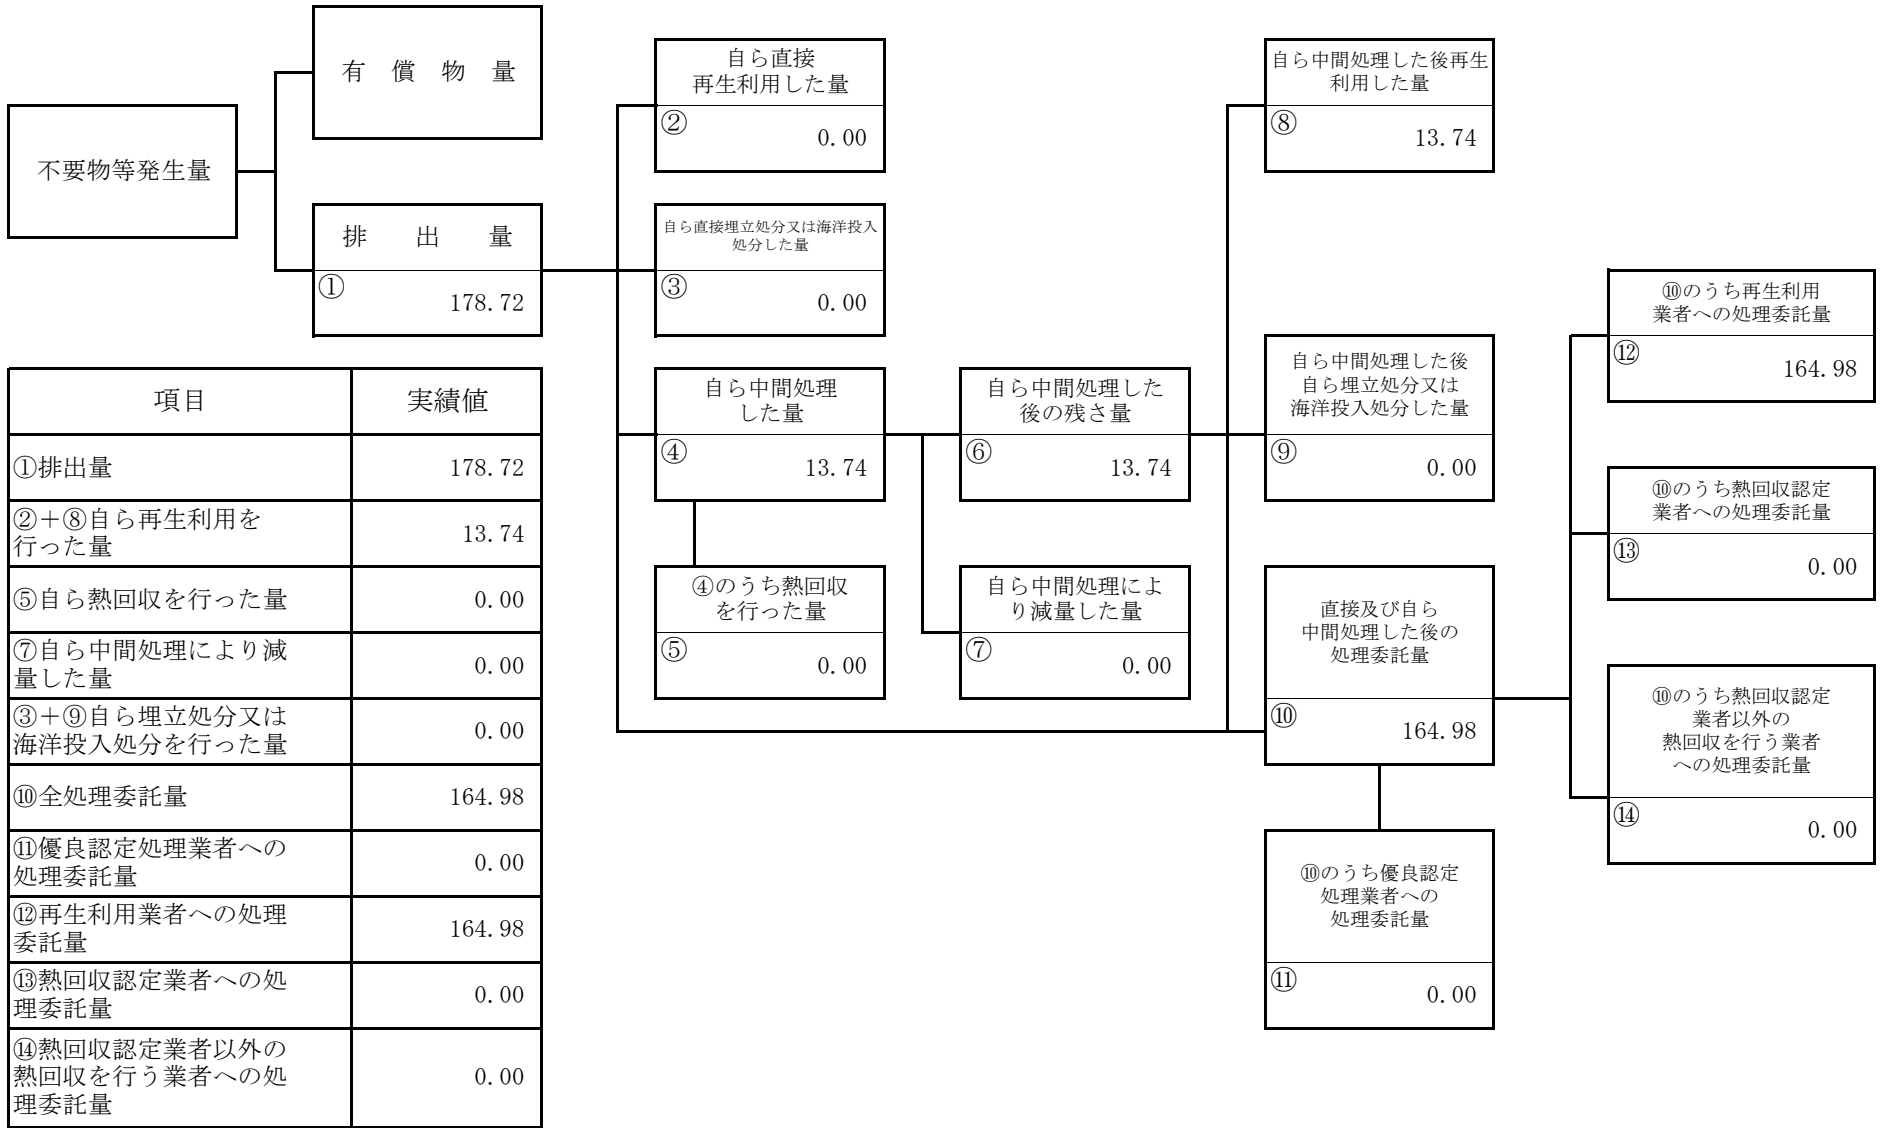 不要物等発生量
有償物量
排出量
①
178.72
自ら直接
再生利用した量
②
0.00
自ら直接埋立処分又は海洋投入
処分した量
③
0.00
自ら中間処理
した量
④
13.74
④のうち熱回収
を行った量
⑤
0.00
自ら中間処理した
後の残さ量
⑥
13.74
自ら中間処理によ
り減量した量
⑦
0.00
自ら中間処理した後再生
利用した量
⑧
13.74
自ら中間処理した後
自ら埋立処分又は
海洋投入処分した量
⑨
0.00
直接及び自ら
中間処理した後の
処理委託量
⑩
164.98
⑩のうち優良認定
処理業者への
処理委託量
⑪
0.00
⑩のうち再生利用
業者への処理委託量
⑫
164.98
⑩のうち熱回収認定
業者への処理委託量
⑬
0.00
⑩のうち熱回収認定
業者以外の
熱回収を行う業者
への処理委託量
⑭
0.00
項目 実績値
①排出量 178.72
②＋⑧自ら再生利用を
行った量 13.74
⑤自ら熱回収を行った量 0.00
⑦自ら中間処理により減
量した量 0.00
③＋⑨自ら埋立処分又は
海洋投入処分を行った量 0.00
⑩全処理委託量 164.98
⑪優良認定処理業者への
処理委託量 0.00
⑫再生利用業者への処理
委託量 164.98
⑬熱回収認定業者への処
理委託量 0.00
⑭熱回収認定業者以外の
熱回収を行う業者への処
理委託量 0.00